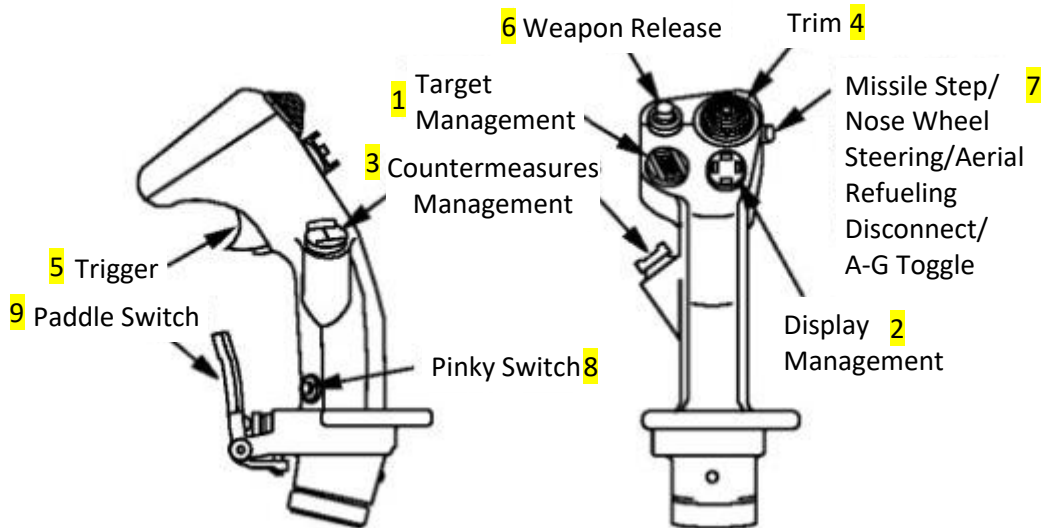 6 Weapon Release
Trim 4
1 Target
Management
Missile Step/ 7
Nose Wheel
Steering/Aerial
Refueling
Disconnect/
A-G Toggle
3 Countermeasures
Management
5 Trigger
9 Paddle Switch
Pinky Switch 8
Display 2
Management